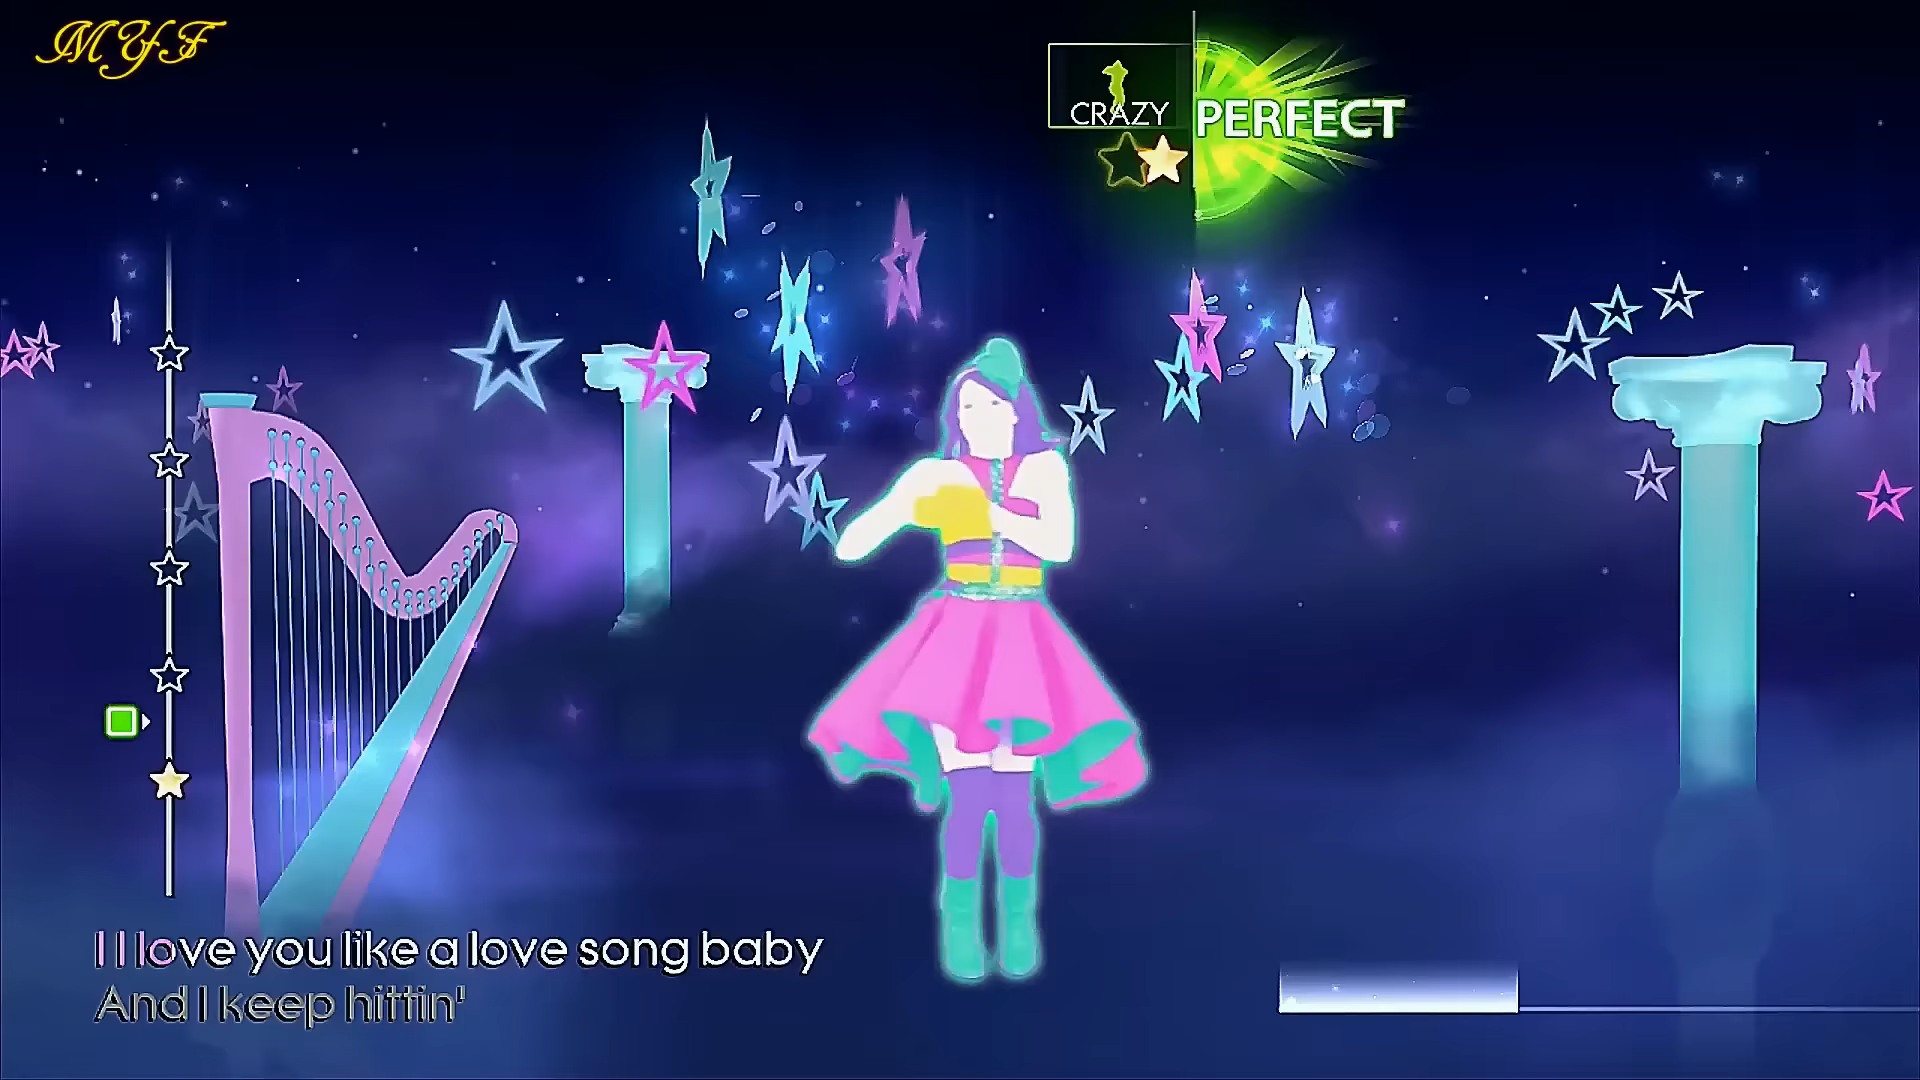 MYF
CRAZY
PERFECT
I I love you like a love song baby
And I keep hittin'